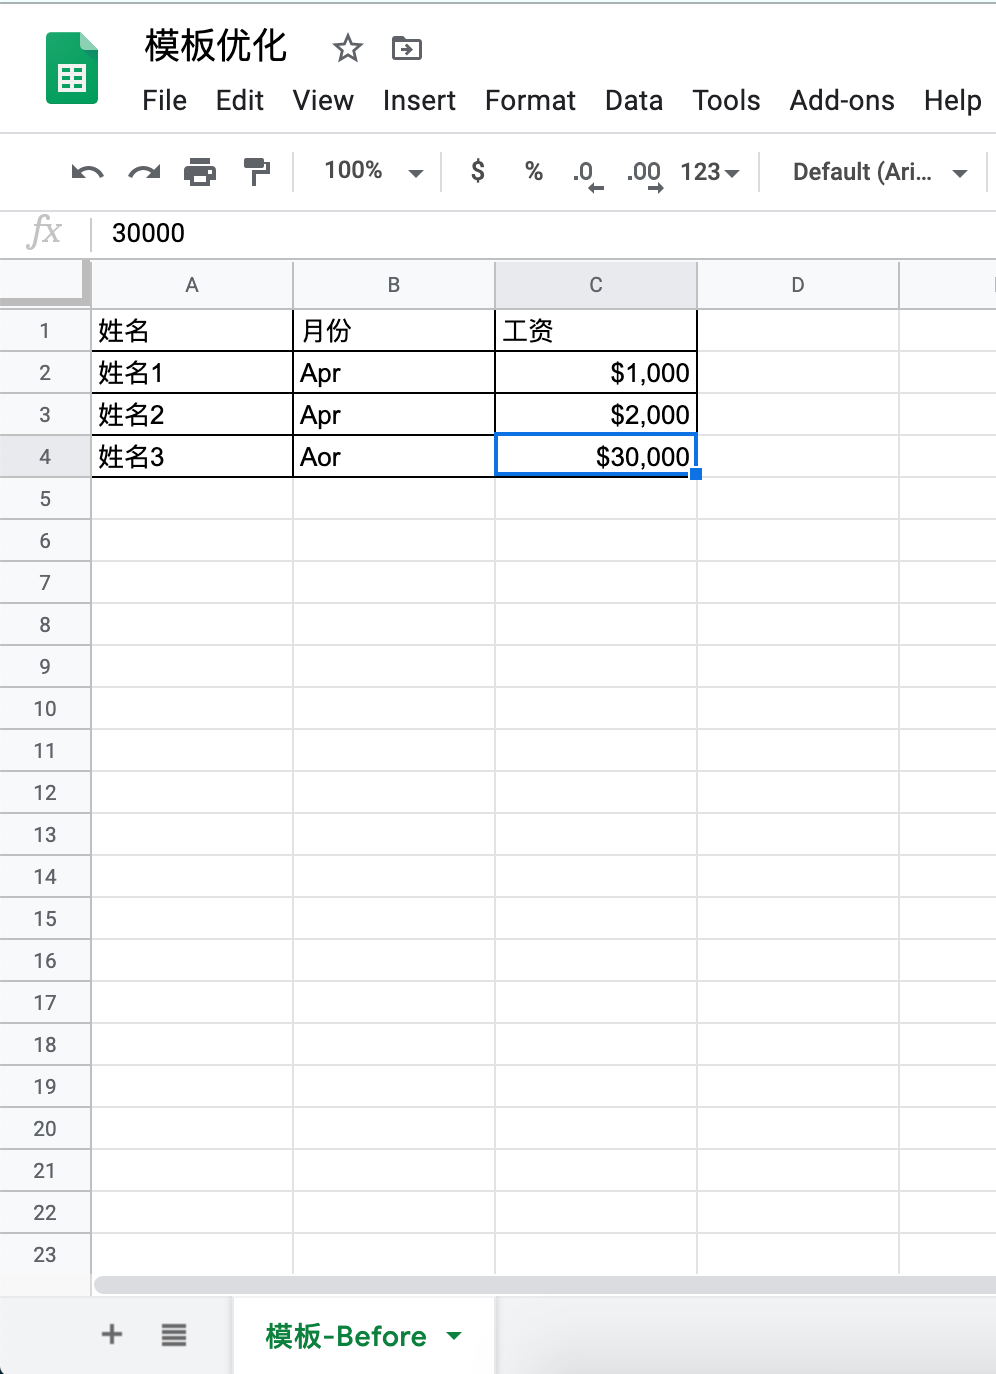 模板优化
File Edit View Insert Format Data Tools Add-ons Help
100% $ % .0 .00 123 Default (Ari...
fx 30000
A B C D
1 姓名 月份 工资
2 姓名1 Apr $1,000
3 姓名2 Apr $2,000
4 姓名3 Aor $30,000
5
6
7
8
9
10
11
12
13
14
15
16
17
18
19
20
21
22
23
模板-Before